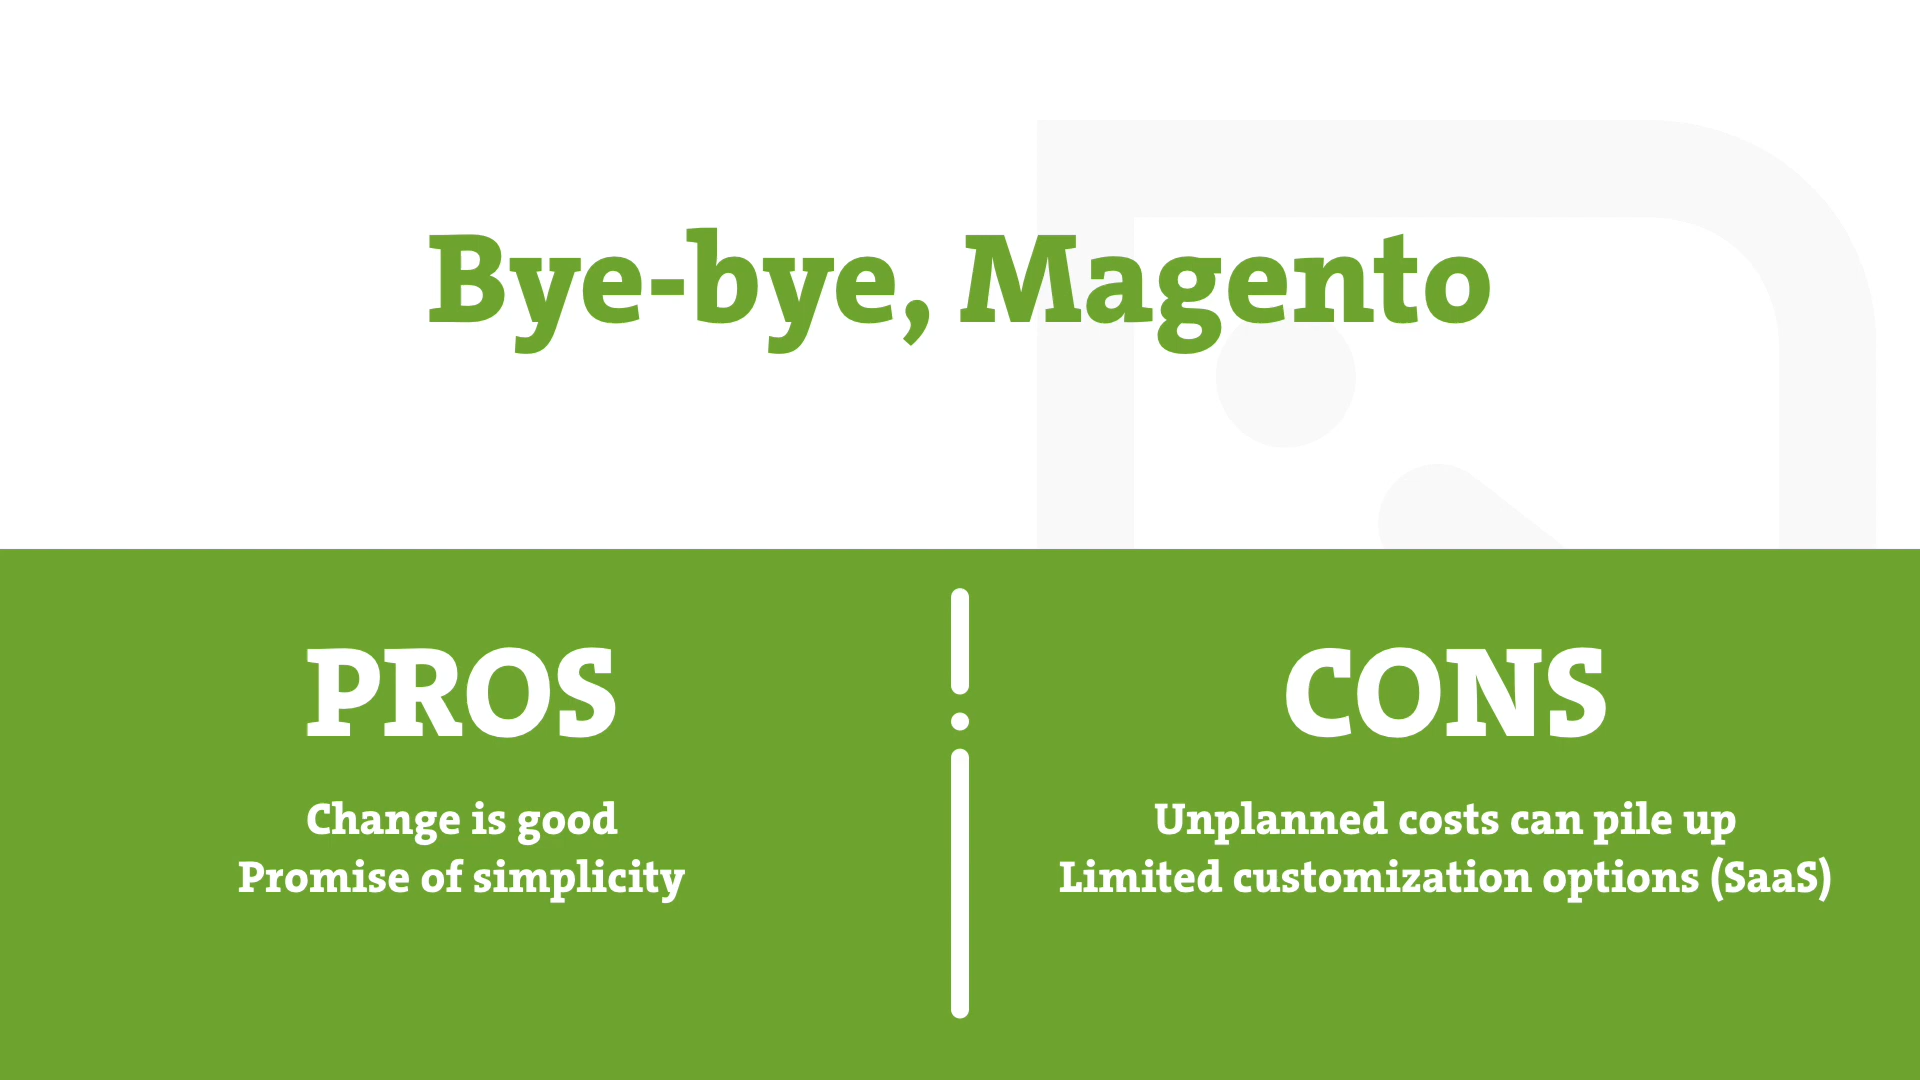 Bye-bye, Magento
PROS
Change is good
Promise of simplicity
CONS
Unplanned costs can pile up
Limited customization options (SaaS)